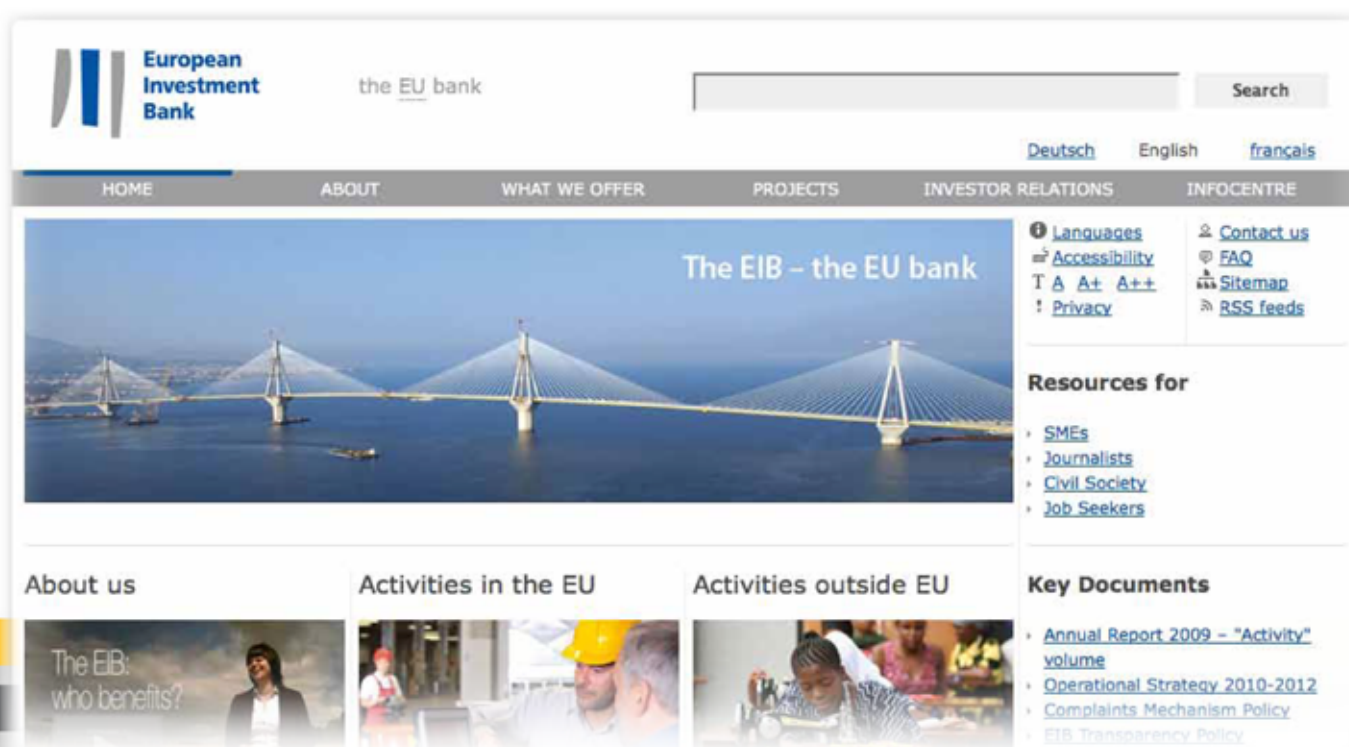 European
Investment
Bank
the EU bank
Search
Deutsch English français
HOME ABOUT WHAT WE OFFER PROJECTS INVESTOR RELATIONS INFOCENTRE
The EIB – the EU bank
Languages
Accessibility
T A A+ A++
Privacy
Contact us
FAQ
Sitemap
RSS feeds
Resources for
SMEs
Journalists
Civil Society
Job Seekers
About us
The EIB:
who benefits?
Activities in the EU
Activities outside EU
Key Documents
Annual Report 2009 – "Activity"
volume
Operational Strategy 2010-2012
Complaints Mechanism Policy
EIB Transparency Policy